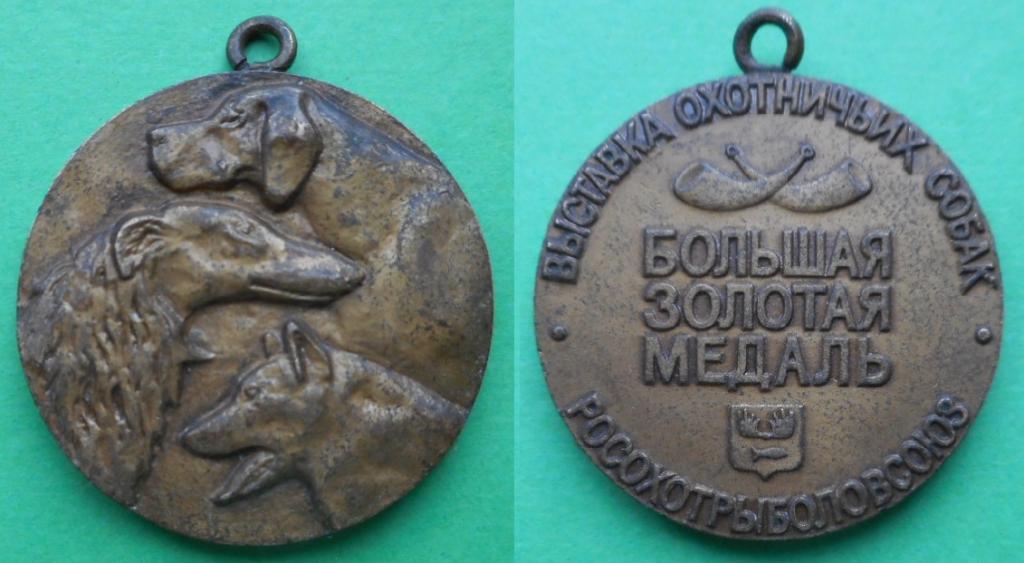 ВЫСТАВКА ОХОТНИЧЬИХ СОБАК
БОЛЬШАЯ
ЗОЛОТАЯ
МЕДАЛЬ
РОСОХОТРЫБОЛОВСОЮЗ